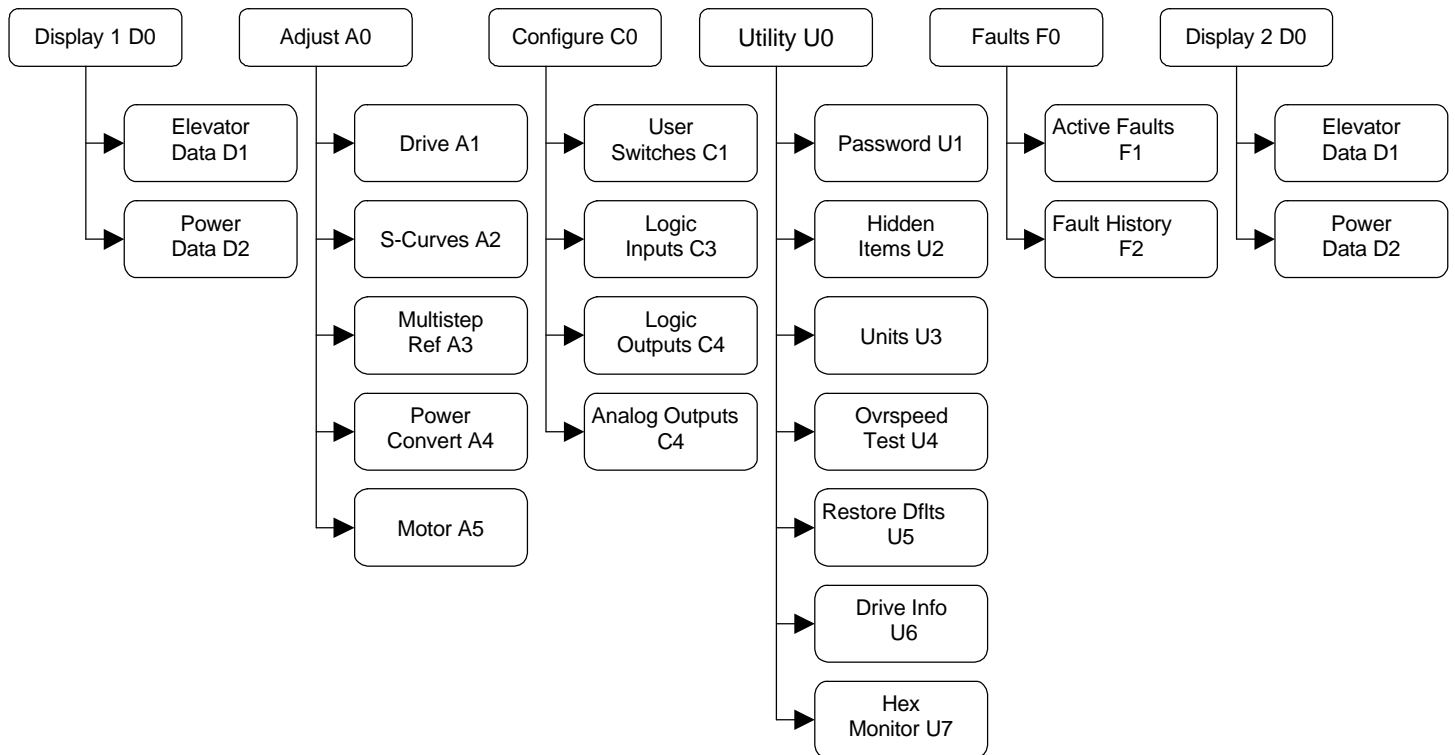 Display 1 D0
Elevator
Data D1
Power
Data D2
Adjust A0
Drive A1
S-Curves A2
Multistep
Ref A3
Power
Convert A4
Motor A5
Configure C0
User
Switches C1
Logic
Inputs C3
Logic
Outputs C4
Analog Outputs
C4
Utility U0
Password U1
Hidden
Items U2
Units U3
Ovrspeed
Test U4
Restore Dflts
U5
Drive Info
U6
Hex
Monitor U7
Faults F0
Active Faults
F1
Fault History
F2
Display 2 D0
Elevator
Data D1
Power
Data D2